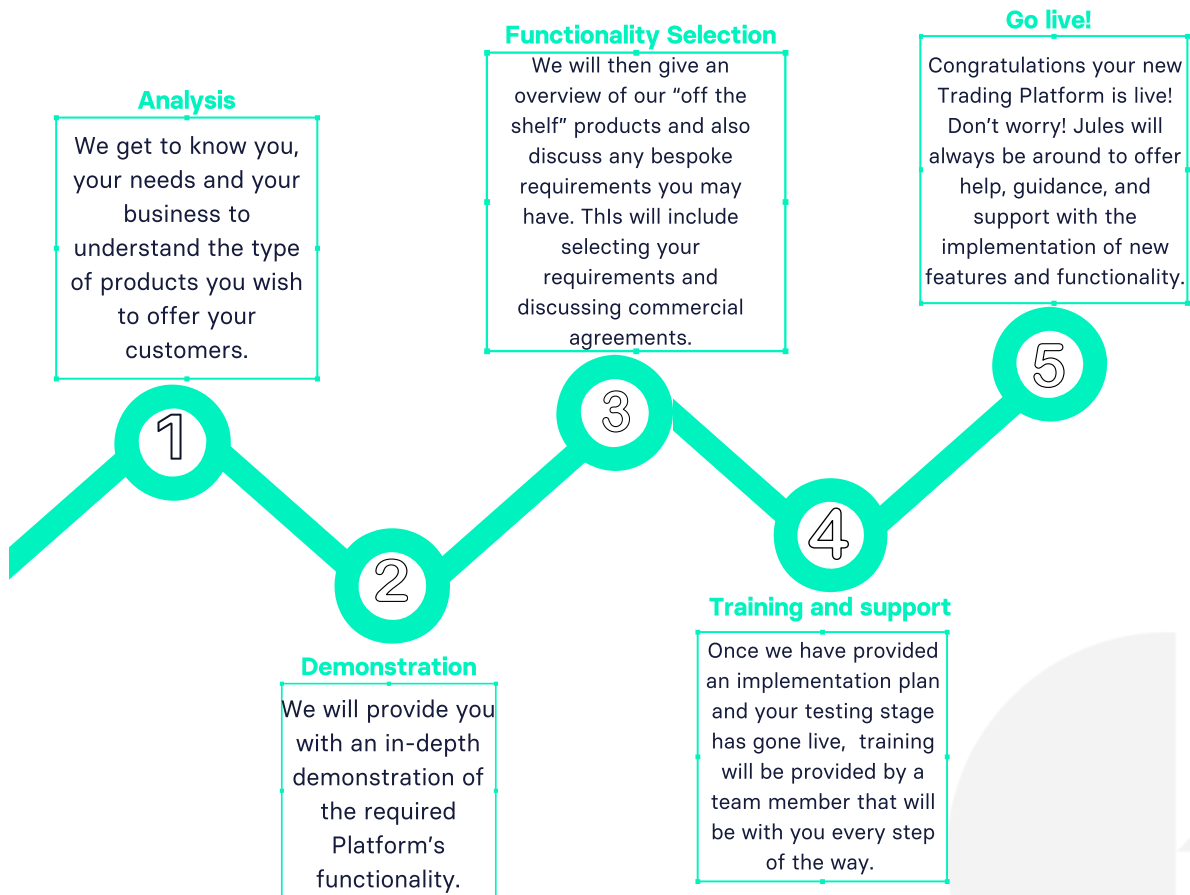 Analysis
We get to know you,
your needs and your
business to
understand the type
of products you wish
to offer your
customers.
1
2
Demonstration
We will provide you
with an in-depth
demonstration of
the required
Platform's
functionality.
Functionality Selection
We will then give an
overview of our “off the
shelf” products and also
discuss any bespoke
requirements you may
have. ThIs will include
selecting your
requirements and
discussing commercial
agreements.
3
4
Training and support
Once we have provided
an implementation plan
and your testing stage
has gone live,  training
will be provided by a
team member that will
be with you every step
of the way.
Go live!
Congratulations your new
Trading Platform is live!
Don't worry! Jules will
always be around to offer
help, guidance, and
support with the
implementation of new
features and functionality.
5